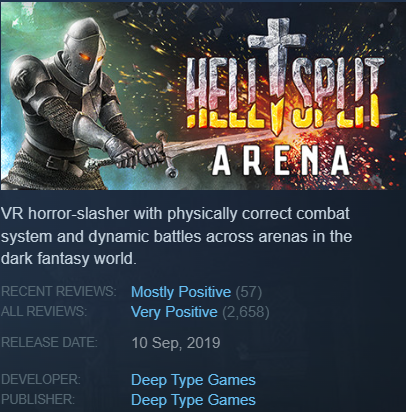 HELLSPLIT
ARENA
VR horror-slasher with physically correct combat
system and dynamic battles across arenas in the
dark fantasy world.
RECENT REVIEWS: Mostly Positive (57)
ALL REVIEWS: Very Positive (2,658)
RELEASE DATE: 10 Sep, 2019
DEVELOPER: Deep Type Games
PUBLISHER: Deep Type Games